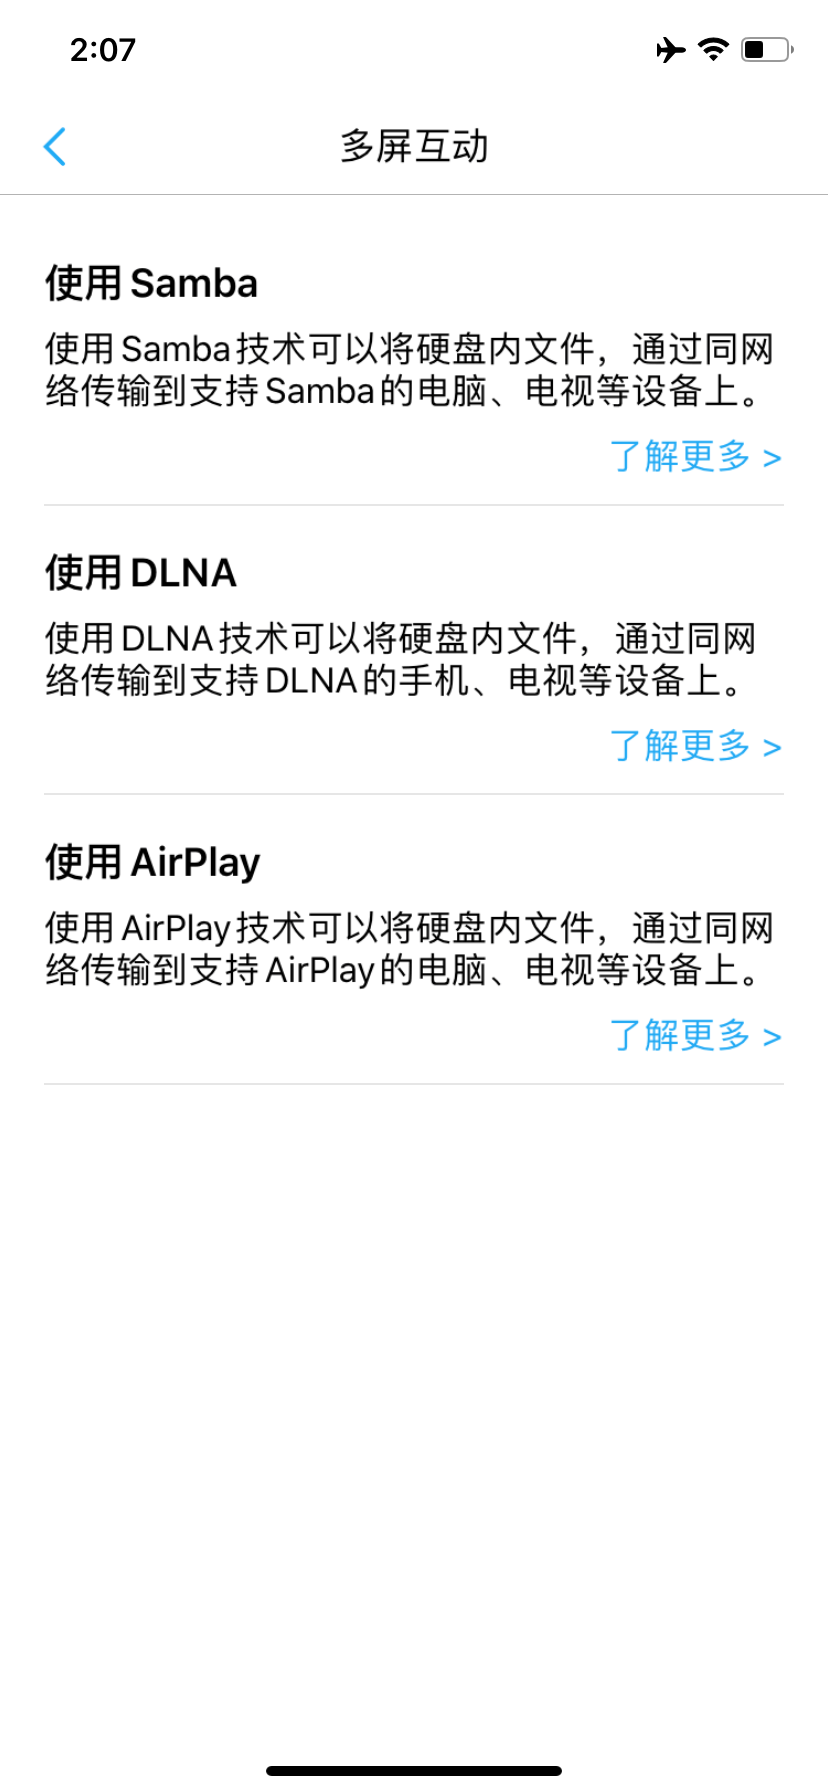 2:07
多屏互动
使用 Samba
使用Samba技术可以将硬盘内文件，通过同网
络传输到支持Samba的电脑、电视等设备上。
了解更多 >
使用 DLNA
使用DLNA技术可以将硬盘内文件，通过同网
络传输到支持DLNA的手机、电视等设备上。
了解更多 >
使用 AirPlay
使用AirPlay技术可以将硬盘内文件，通过同网
络传输到支持AirPlay的电脑、电视等设备上。
了解更多 >